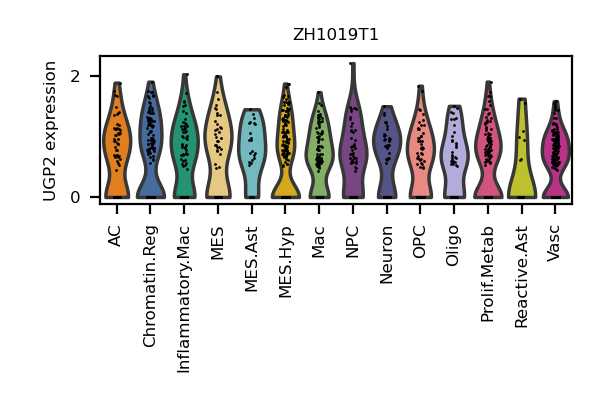 ZH1019T1
UGP2 expression
2
0
AC
Chromatin.Reg
Inflammatory.Mac
MES
MES.Ast
MES.Hyp
Mac
NPC
Neuron
OPC
Oligo
Prolif.Metab
Reactive.Ast
Vasc